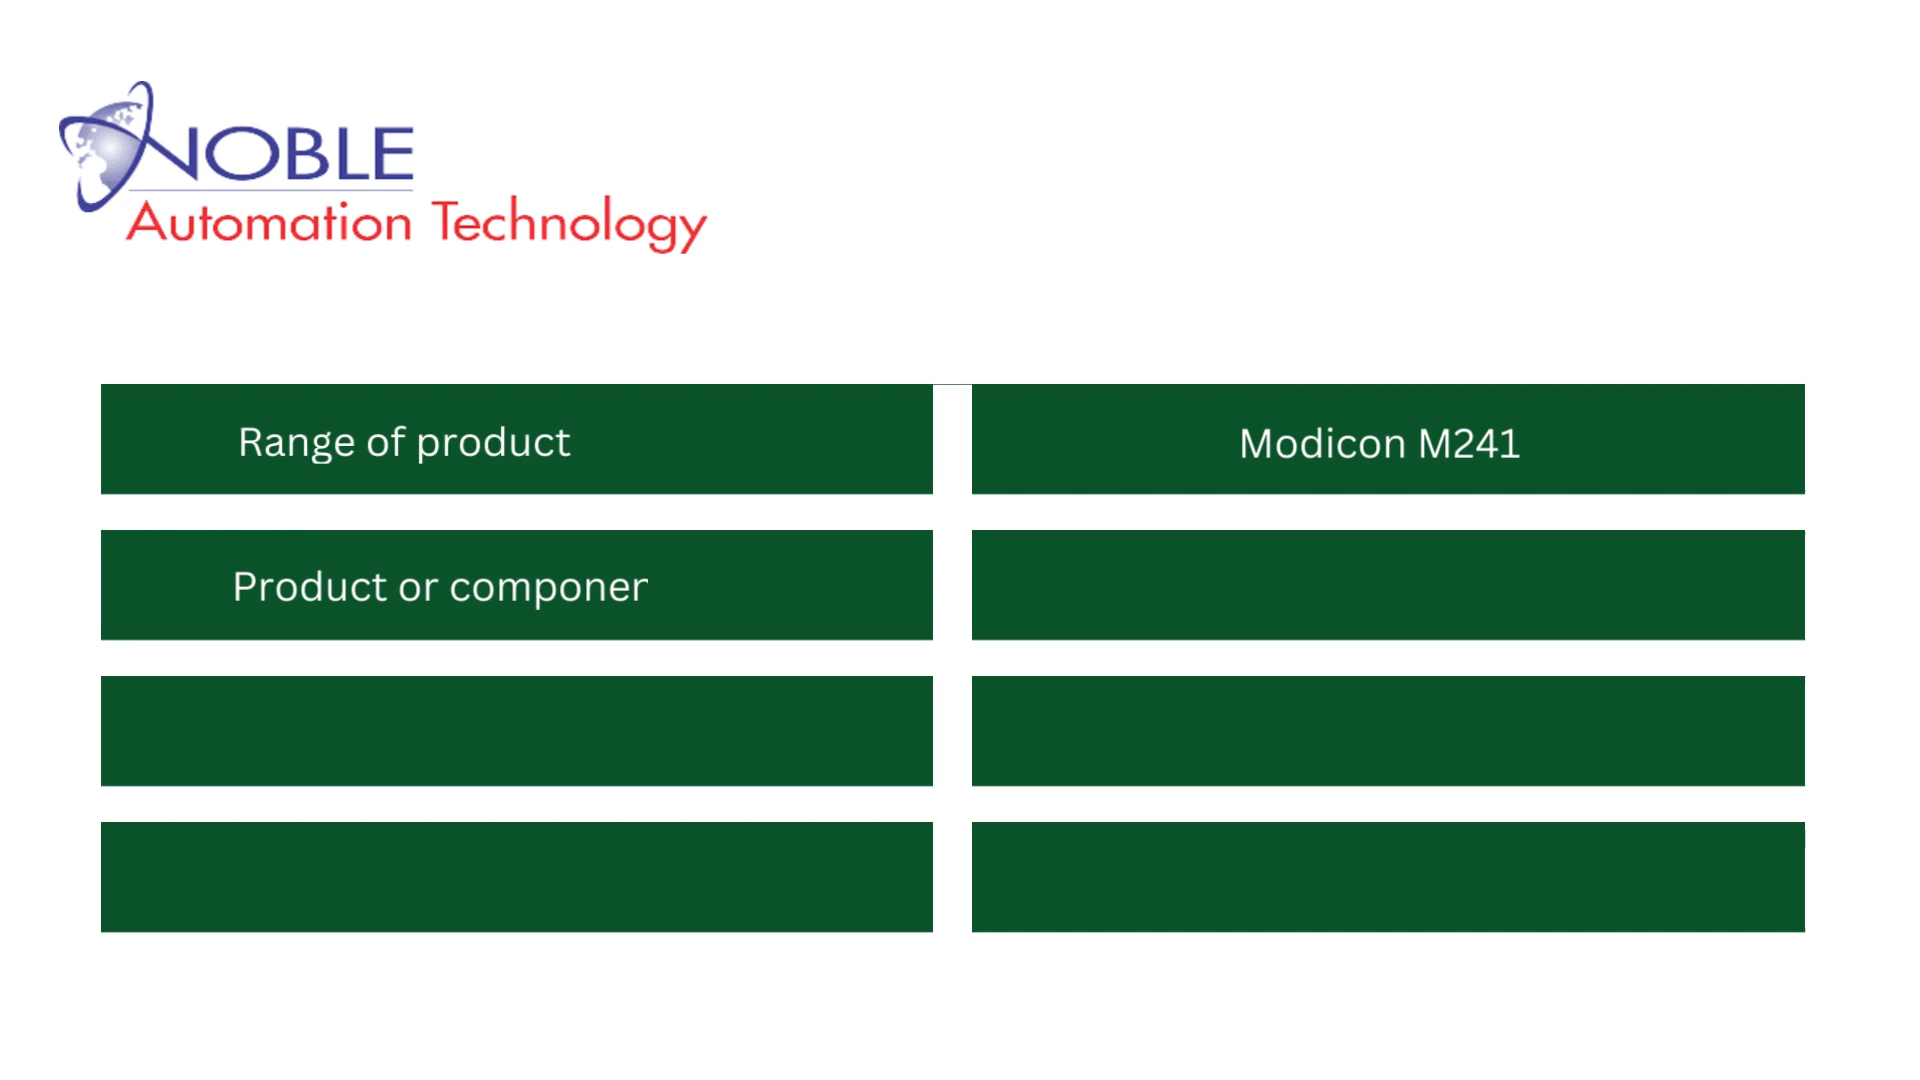 NOBLE
Automation Technology
Range of product
Modicon M241
Product or componer